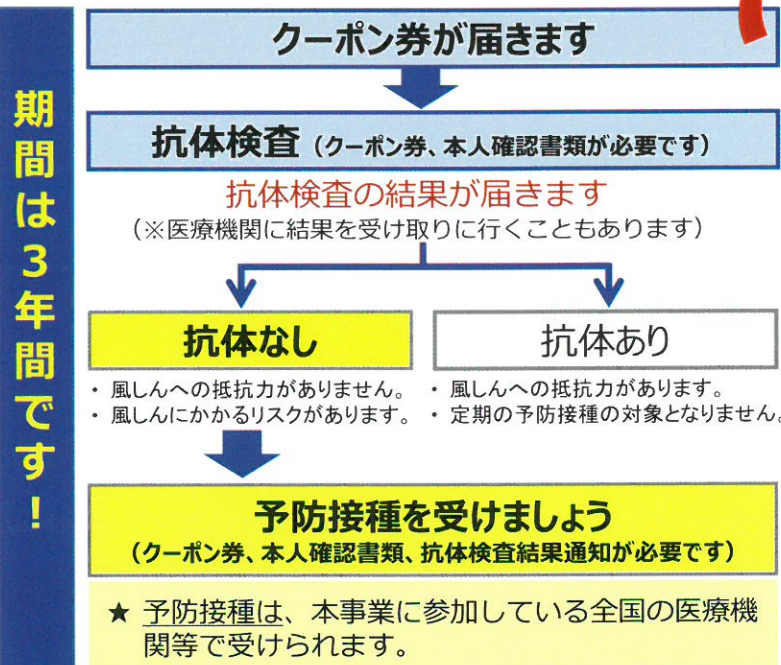 期間は3年間です！
クーポン券が届きます
抗体検査（クーポン券、本人確認書類が必要です）
抗体検査の結果が届きます
（※医療機関に結果を受け取りに行くこともあります）
抗体なし
・ 風しんへの抵抗力がありません。
・ 風しんにかかるリスクがあります。
抗体あり
・ 風しんへの抵抗力があります。
・ 定期の予防接種の対象となりません。
予防接種を受けましょう
（クーポン券、本人確認書類、抗体検査結果通知が必要です）
★ 予防接種は、本事業に参加している全国の医療機
関等で受けられます。